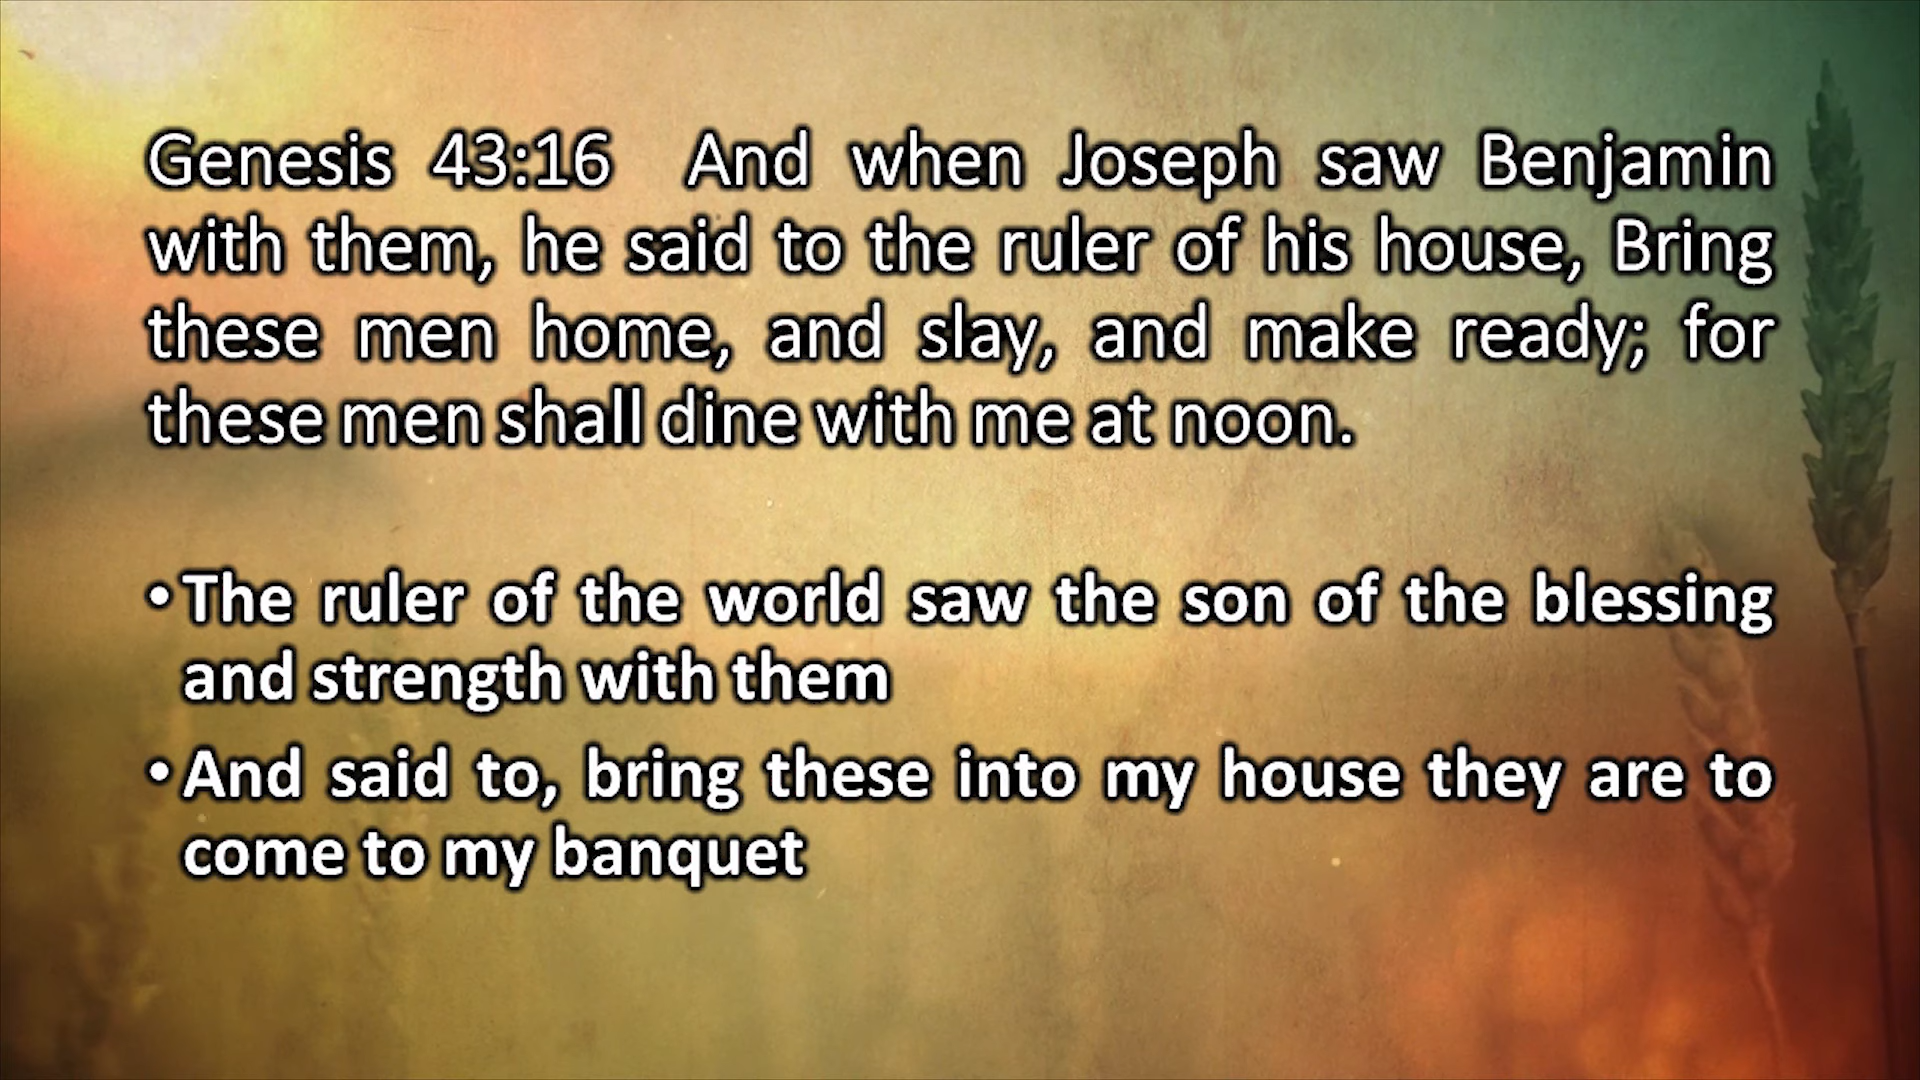 Genesis 43:16 And when Joseph saw Benjamin
with them, he said to the ruler of his house, Bring
these men home, and slay, and make ready; for
these men shall dine with me at noon.
• The ruler of the world saw the son of the blessing
and strength with them
• And said to, bring these into my house they are to
come to my banquet